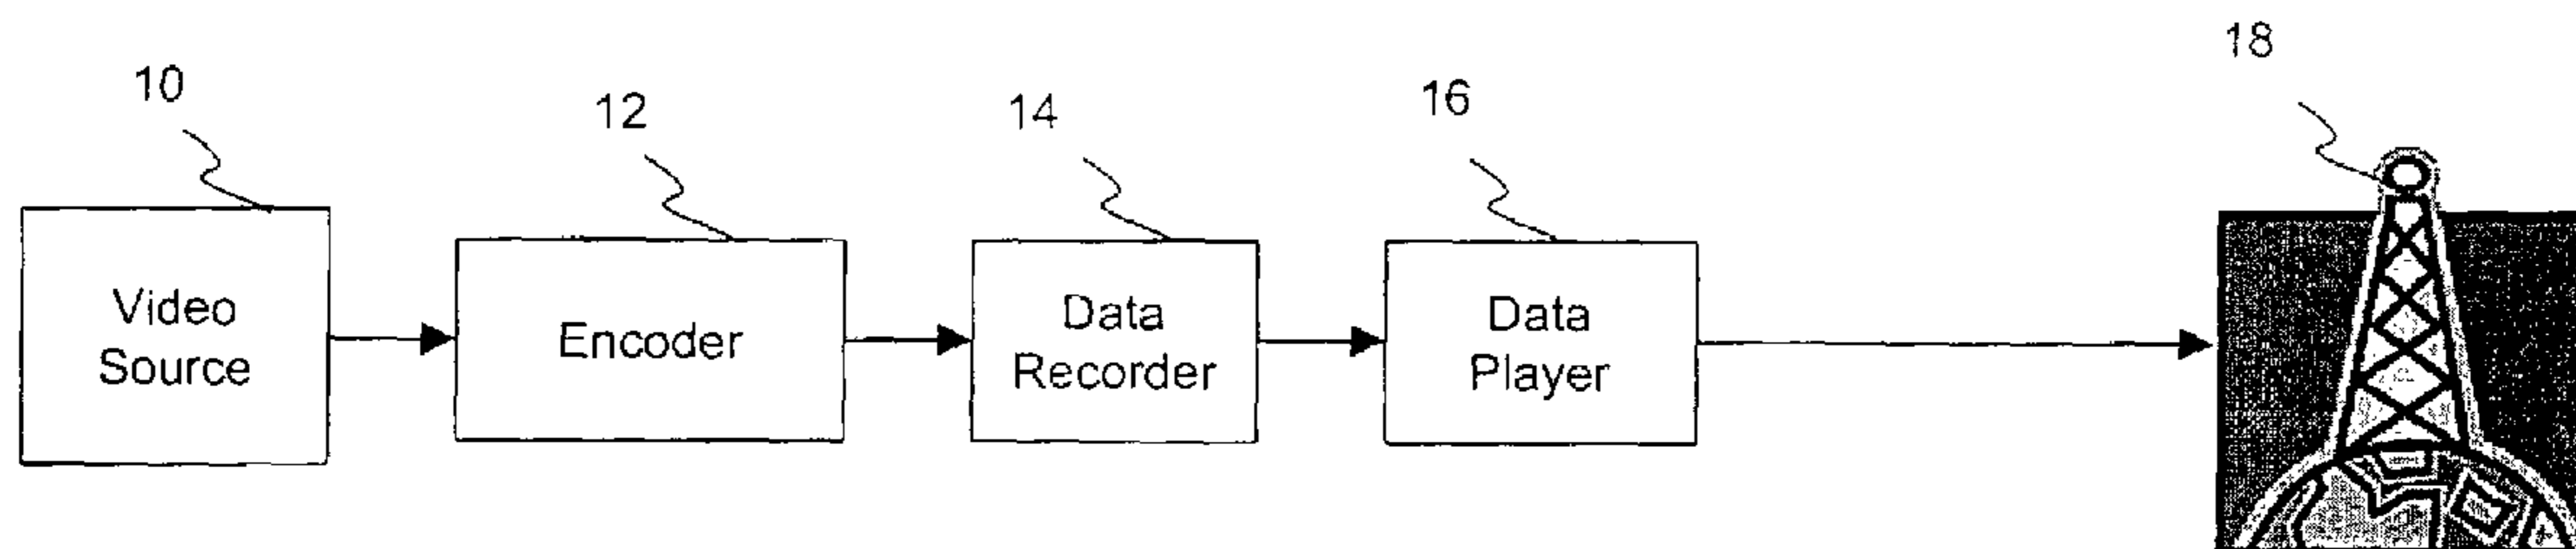 10
12
14
16
18
Video
Source
Encoder
Data
Recorder
Data
Player